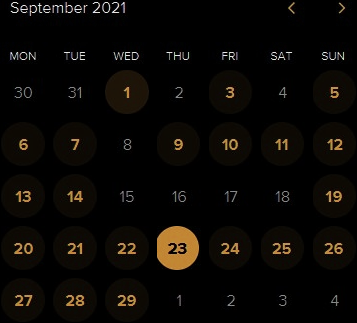 September 2021
MON TUE WED THU FRI SAT SUN
30 31 1 2 3 4 5
6 7 8 9 10 11 12
13 14 15 16 17 18 19
20 21 22 23 24 25 26
27 28 29 1 2 3 4